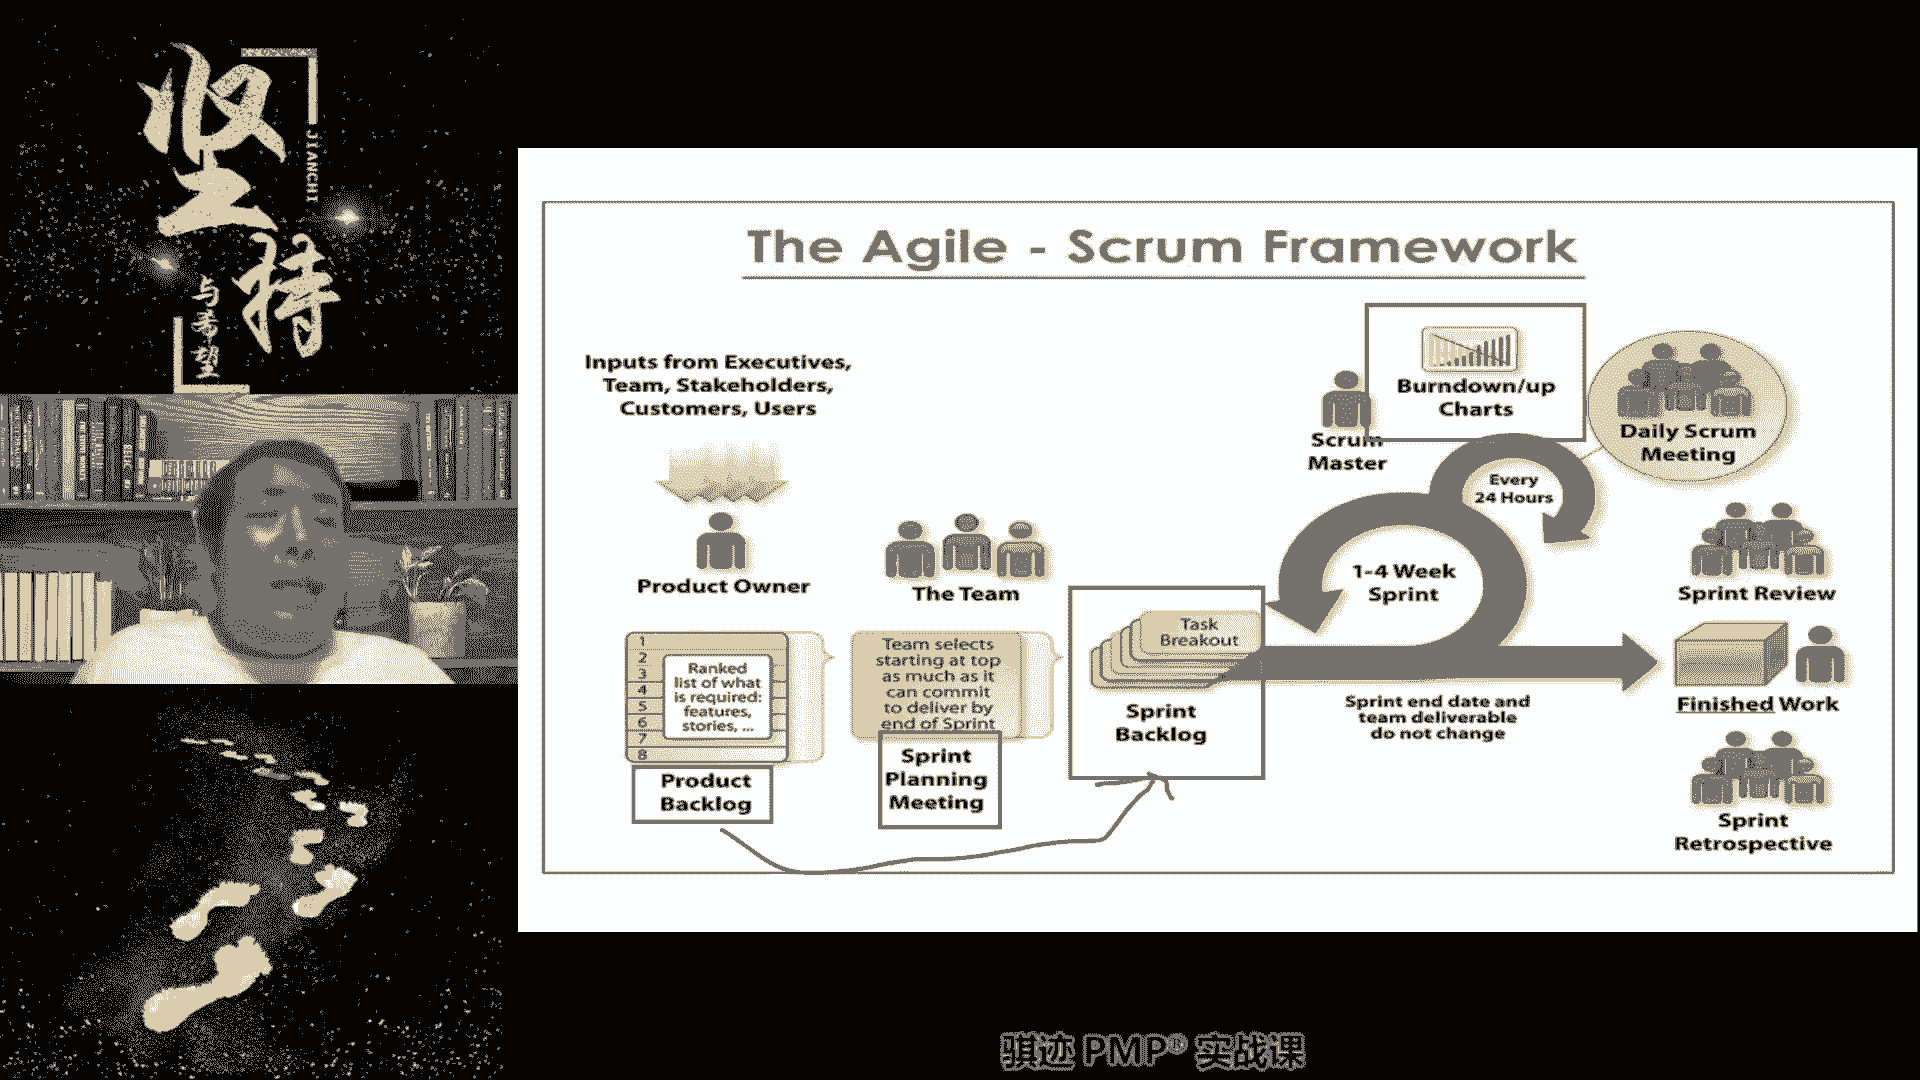 坚持
JIANCHI
与希望
The Agile - Scrum Framework
Inputs from Executives,
Team, Stakeholders,
Customers, Users
Product Owner
The Team
1
2
3
4
5
6
7
8
Ranked
list of what
is required:
features,
stories, ...
Product
Backlog
Team selects
starting at top
as much as it
can commit
to deliver by
end of Sprint
Sprint
Planning
Meeting
Task
Breakout
Sprint
Backlog
Scrum
Master
Burndown/up
Charts
Every
24 Hours
Daily Scrum
Meeting
1-4 Week
Sprint
Sprint end date and
team deliverable
do not change
Sprint Review
Finished Work
Sprint
Retrospective
骐迹 PMP® 实战课